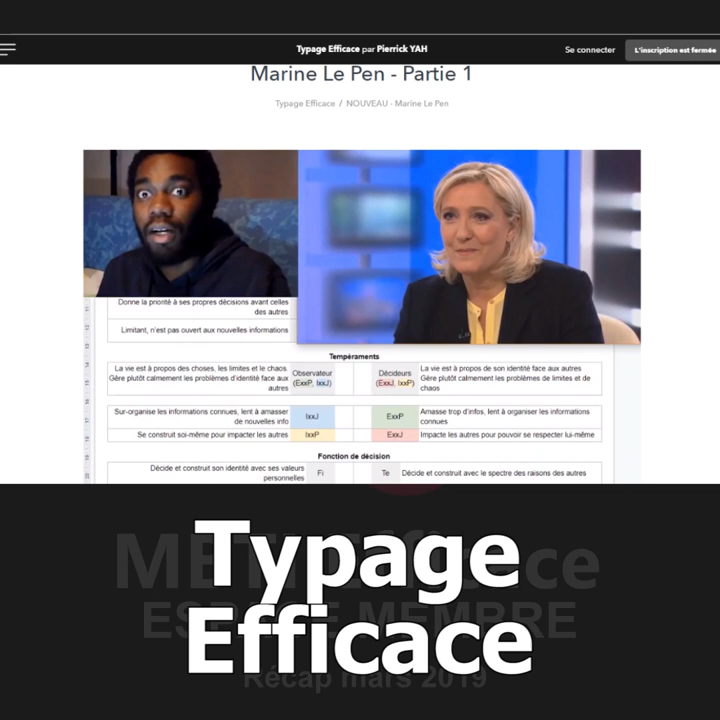 Typage Efficace par Pierrick YAH
Se connecter
L'inscription est fermée
Marine Le Pen - Partie 1
Typage Efficace / NOUVEAU - Marine Le Pen
Donne la priorité à ses propres décisions avant celles
des autres
Limitant, n'est pas ouvert aux nouvelles informations
Tempéraments
La vie est à propos des choses, les limites et le chaos.
Gère plutôt calmement les problèmes d'identité face aux
autres
Observateur
(ExxP, IxxJ)
Décideurs
(ExxJ, IxxP)
La vie est à propos de son identité face aux autres
Gère plutôt calmement les problèmes de limites et de
chaos
Sur-organise les informations connues, lent à amasser
de nouvelles info
IxxJ
ExxP
Amasse trop d'infos, lent à organiser les informations
connues
Se construit soi-même pour impacter les autres
IxxP
ExxJ
Impacte les autres pour pouvoir se respecter lui-même
Fonction de décision
Décide et construit son identité avec ses valeurs
personnelles
Fi
Te
Décide et construit avec le spectre des raisons des autres
Typage
Efficace
Récap mars 2019